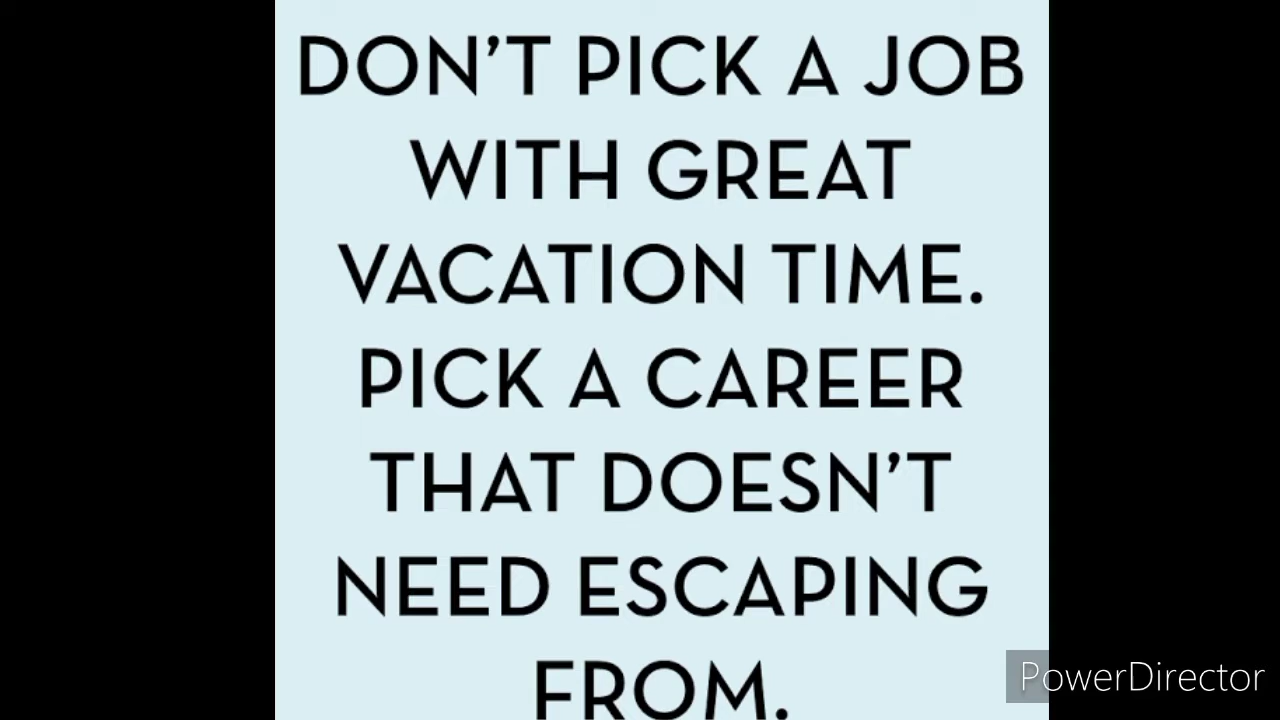 DON'T PICK A JOB
WITH GREAT
VACATION TIME.
PICK A CAREER
THAT DOESN'T
NEED ESCAPING
FROM.
PowerDirector